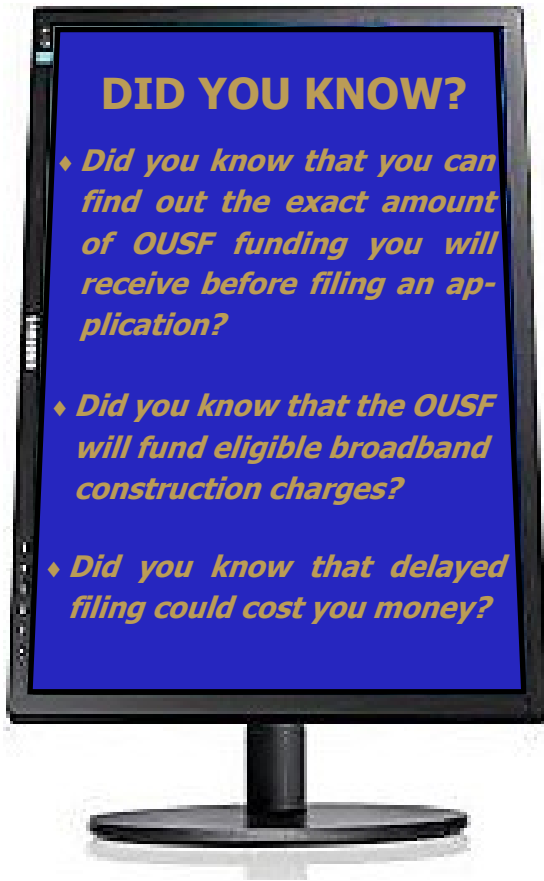 DID YOU KNOW?
♦ Did you know that you can
find out the exact amount
of OUSF funding you will
receive before filing an ap-
plication?
♦ Did you know that the OUSF
will fund eligible broadband
construction charges?
♦ Did you know that delayed
filing could cost you money?